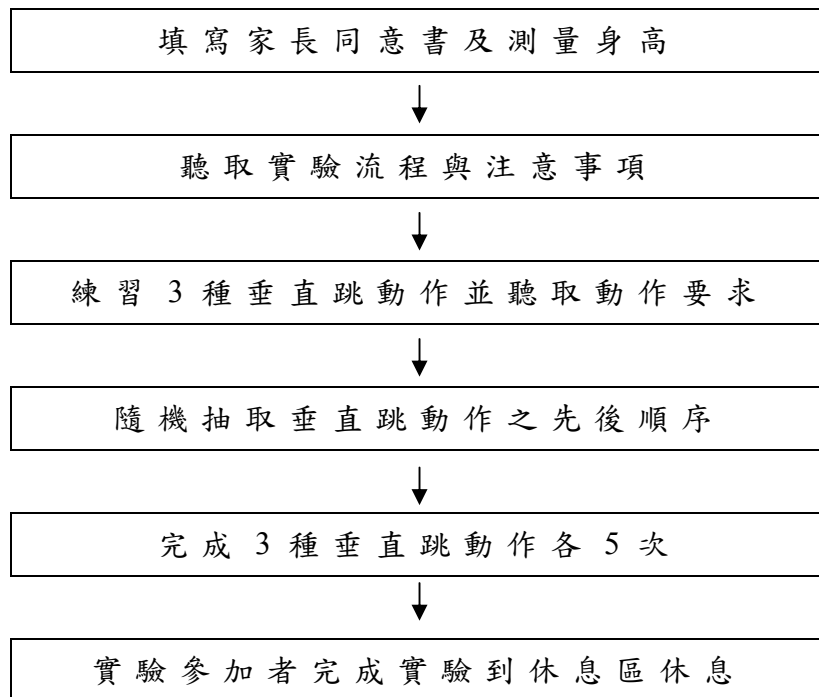 填寫家長同意書及測量身高
聽取實驗流程與注意事項
練習 3 種垂直跳動作並聽取動作要求
隨機抽取垂直跳動作之先後順序
完成 3 種垂直跳動作各 5 次
實驗參加者完成實驗到休息區休息